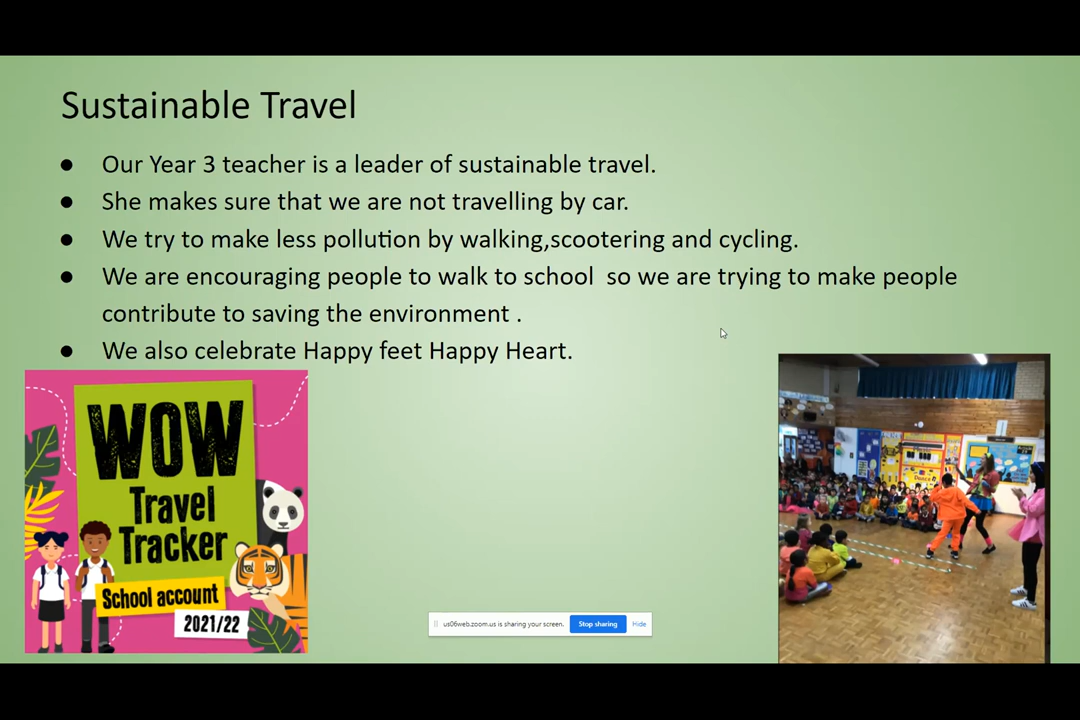 Sustainable Travel
● Our Year 3 teacher is a leader of sustainable travel.
● She makes sure that we are not travelling by car.
● We try to make less pollution by walking,scootering and cycling.
● We are encouraging people to walk to school  so we are trying to make people
contribute to saving the environment .
● We also celebrate Happy feet Happy Heart.
WOW
Travel
Tracker
School account
2021/22
Dance
us06web.zoom.us is sharing your screen.
Stop sharing
Hide